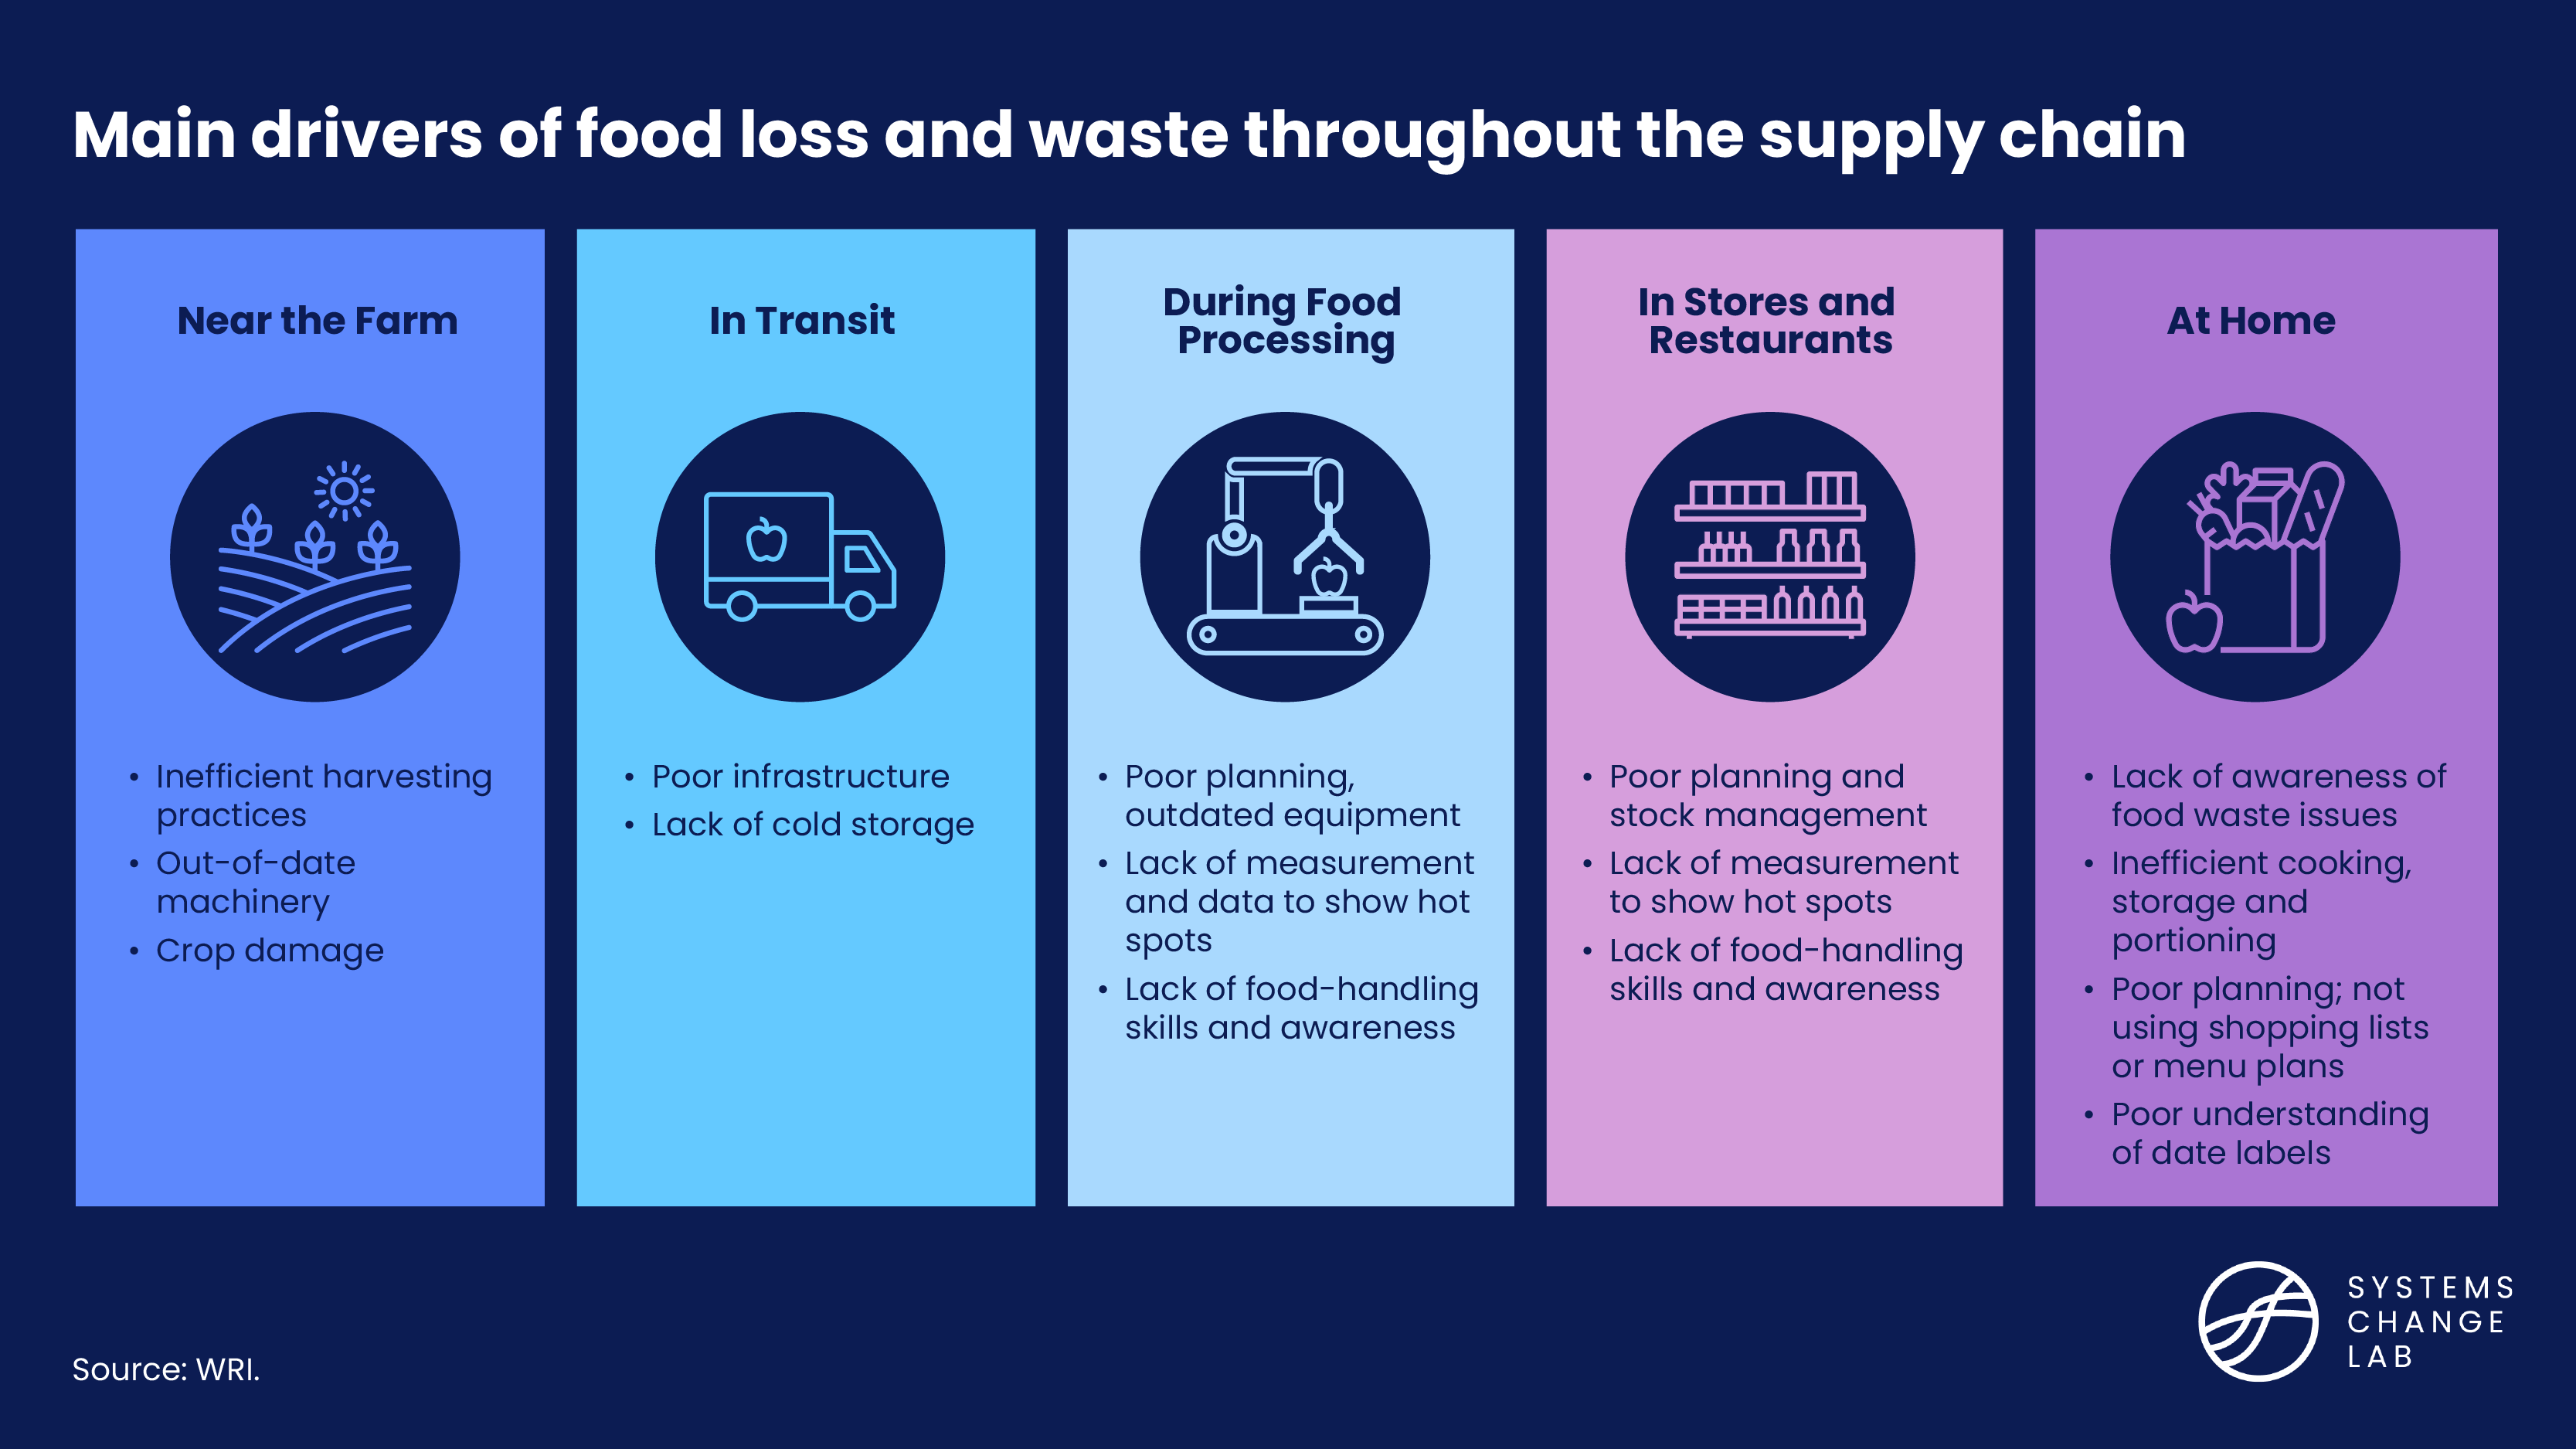 Main drivers of food loss and waste throughout the supply chain
Near the Farm
• Inefficient harvesting
practices
• Out-of-date
machinery
• Crop damage
In Transit
• Poor infrastructure
• Lack of cold storage
During Food
Processing
• Poor planning,
outdated equipment
• Lack of measurement
and data to show hot
spots
• Lack of food-handling
skills and awareness
In Stores and
Restaurants
• Poor planning and
stock management
• Lack of measurement
to show hot spots
• Lack of food-handling
skills and awareness
At Home
• Lack of awareness of
food waste issues
• Inefficient cooking,
storage and
portioning
• Poor planning; not
using shopping lists
or menu plans
• Poor understanding
of date labels
Source: WRI.
SYSTEMS
CHANGE
LAB